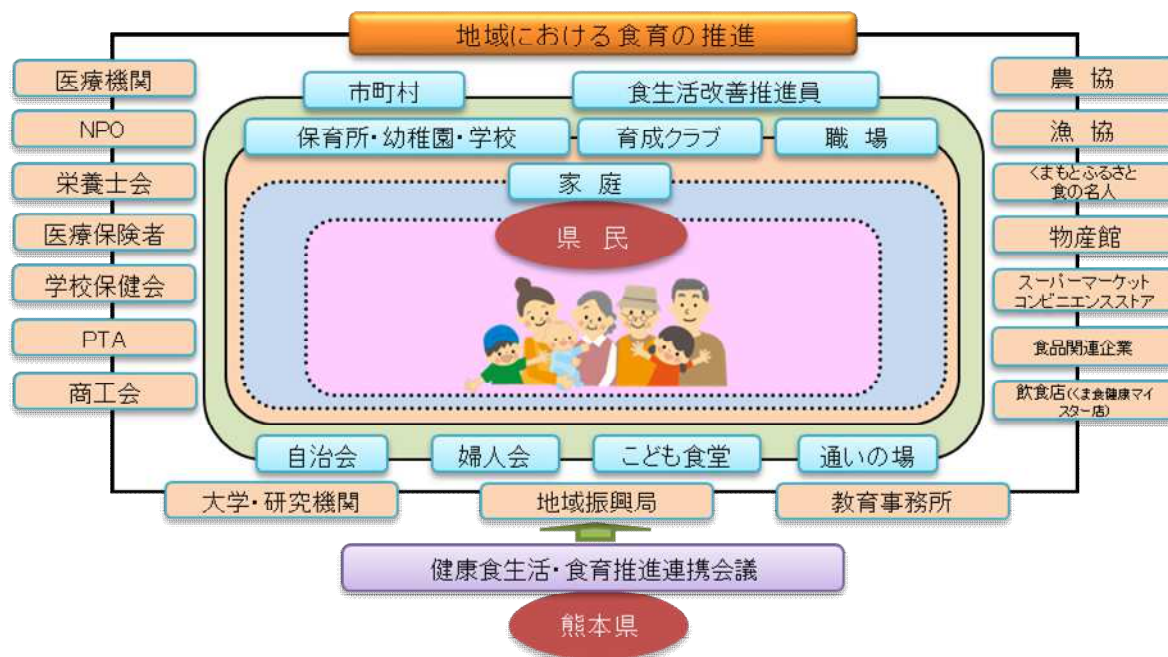 地域における食育の推進
医療機関
NPO
栄養士会
医療保険者
学校保健会
PTA
商工会
市町村
食生活改善推進員
保育所・幼稚園・学校
育成クラブ
職 場
家 庭
県 民
農 協
漁 協
くまもとふるさと
食の名人
物産館
スーパーマーケット
コンビニエンスストア
食品関連企業
飲食店(くま食健康マイ
スター店)
自治会
婦人会
こども食堂
通いの場
大学・研究機関
地域振興局
教育事務所
健康食生活・食育推進連携会議
熊本県